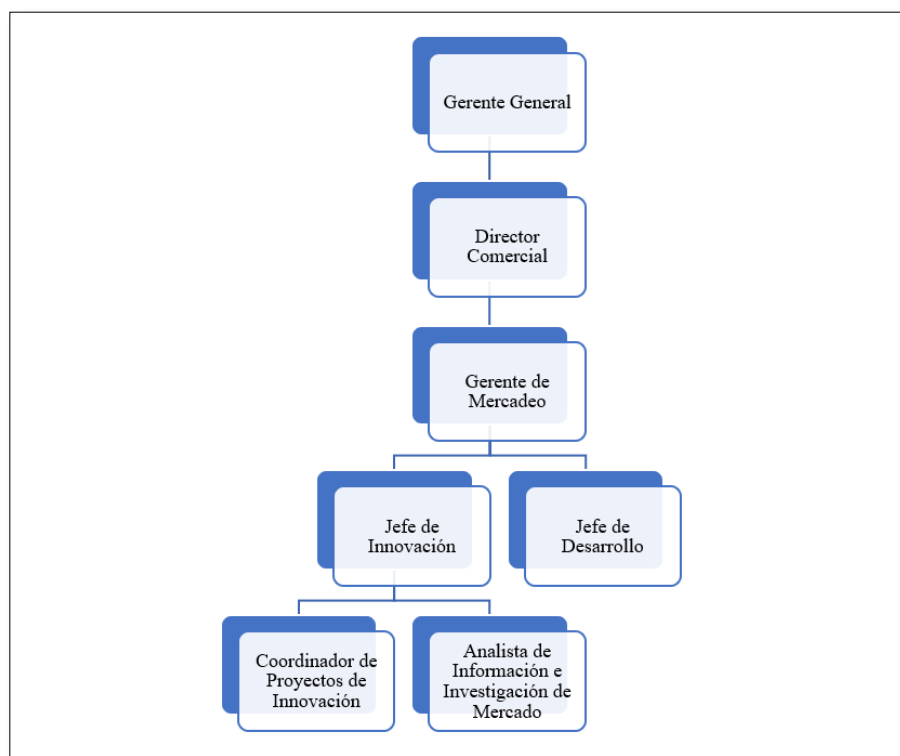 Gerente General
Director
Comercial
Gerente de
Mercadeo
Jefe de
Innovación
Jefe de
Desarrollo
Coordinador de
Proyectos de
Innovación
Analista de
Información e
Investigación de
Mercado